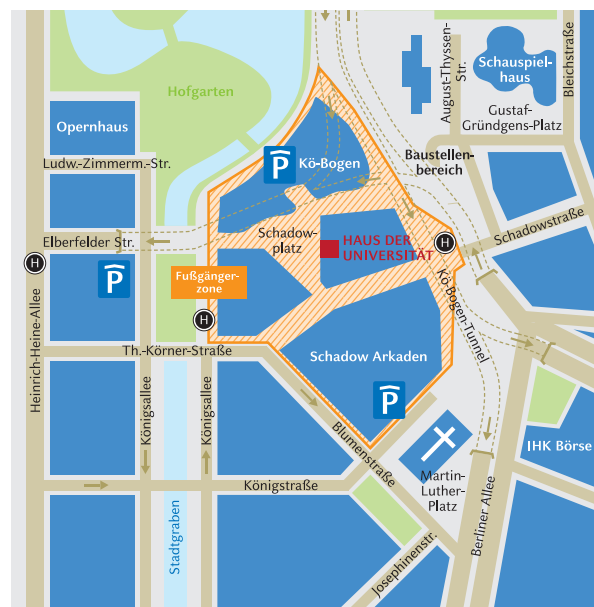 Hofgarten
Opernhaus
Ludw.-Zimmerm.-Str.
Elberfelder Str.
H
P
Heinrich-Heine-Allee
P
Kö-Bogen
Schadow-
platz
HAUS DER
UNIVERSITÄT
Fußgänger-
zone
H
H
August-Thyssen-
Str.
Schauspiel-
haus
Bleichstraße
Gustaf-
Gründgens-Platz
Baustellen-
bereich
Schadowstraße
Kö-Bogen-Tunnel
Th.-Körner-Straße
Schadow Arkaden
P
Königsallee
Königsallee
Blumenstraße
Königstraße
Stadtgraben
Martin-
Luther-
Platz
IHK Börse
Berliner Allee
Josephinenstr.